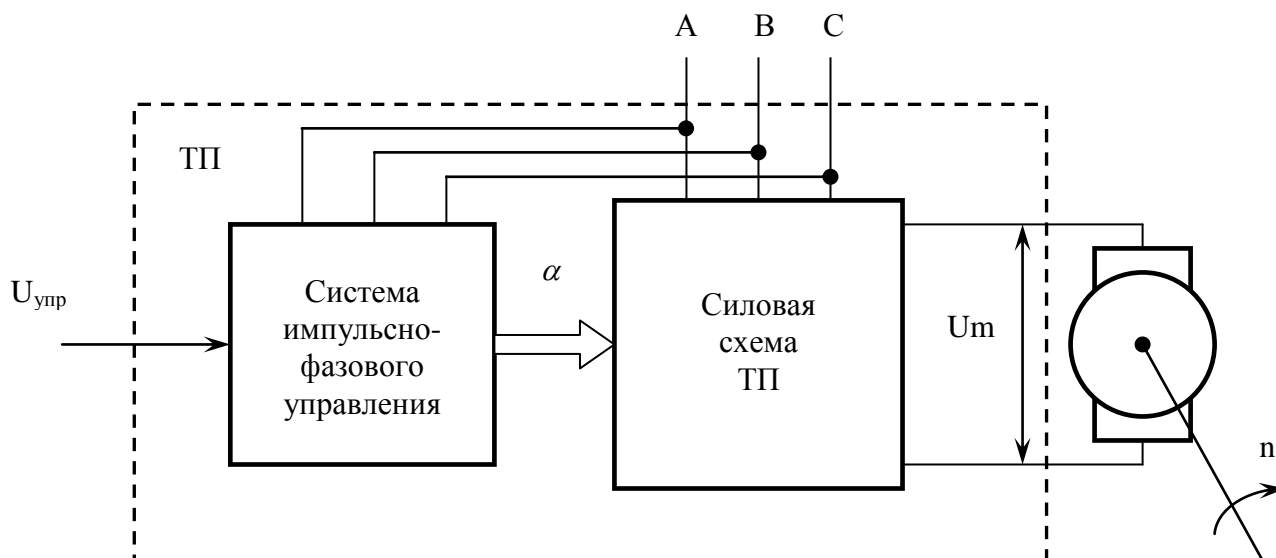 A B C
ТП
Uупр
Система
импульсно-
фазового
управления
α
Силовая
схема
ТП
Um
n